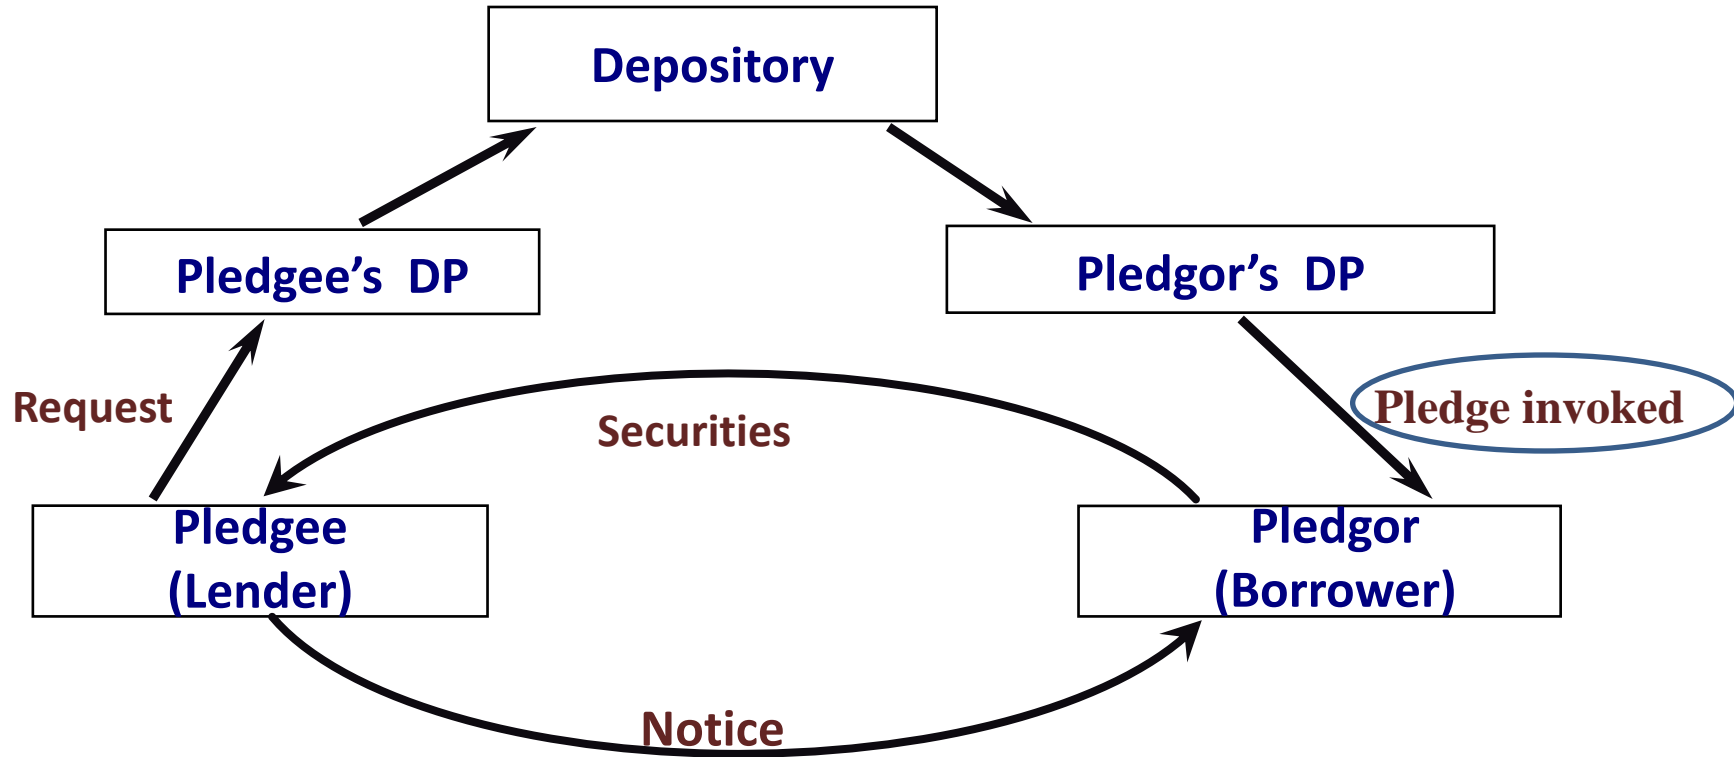 Depository
Pledgee’s DP
Pledgor’s DP
Request
Securities
Pledge invoked
Pledgee
(Lender)
Pledgor
(Borrower)
Notice